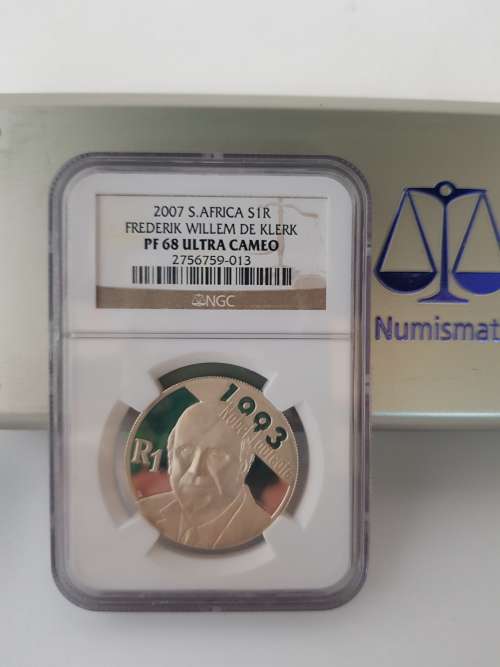 2007 S.AFRICA S1R
FREDERIK WILLEM DE KLERK
PF 68 ULTRA CAMEO
2756759-013
NGC
Numismat
1993
R1